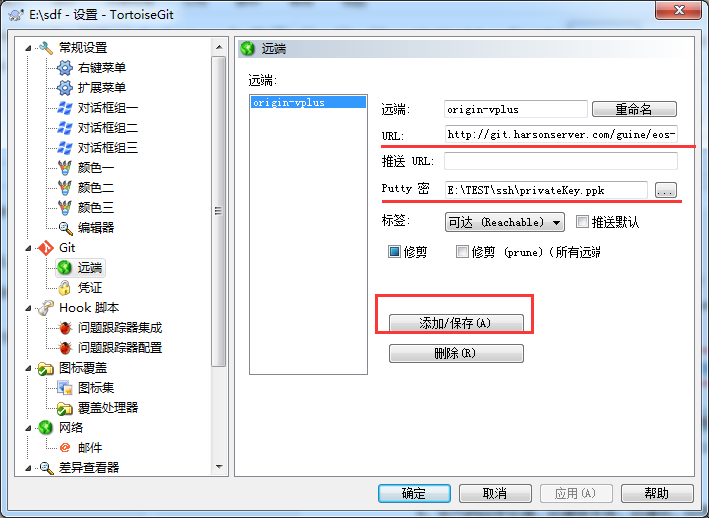 E:\sdf - 设置 - TortoiseGit
常规设置
右键菜单
扩展菜单
对话框组一
对话框组二
对话框组三
颜色一
颜色二
颜色三
编辑器
Git
远端
凭证
Hook 脚本
问题跟踪器集成
问题跟踪器配置
图标覆盖
图标集
覆盖处理器
网络
邮件
差异查看器
远端
远端:
origin-vplus
远端: origin-vplus 重命名
URL: http://git.harsonserver.com/guine/eos-
推送 URL:
Putty 密 E:\TEST\ssh\privateKey.ppk ...
标签: 可达 (Reachable) 推送默认
修剪 修剪 (prune) (所有远端
添加/保存(A)
删除(R)
确定 取消 应用(A) 帮助